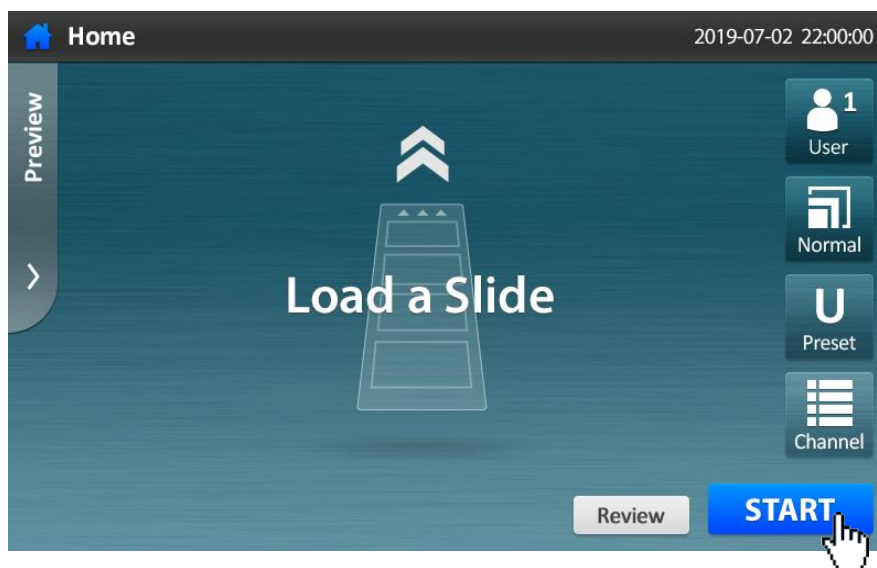 Home
2019-07-02 22:00:00
Preview
1
User
Normal
Load a Slide
U
Preset
Channel
Review
START